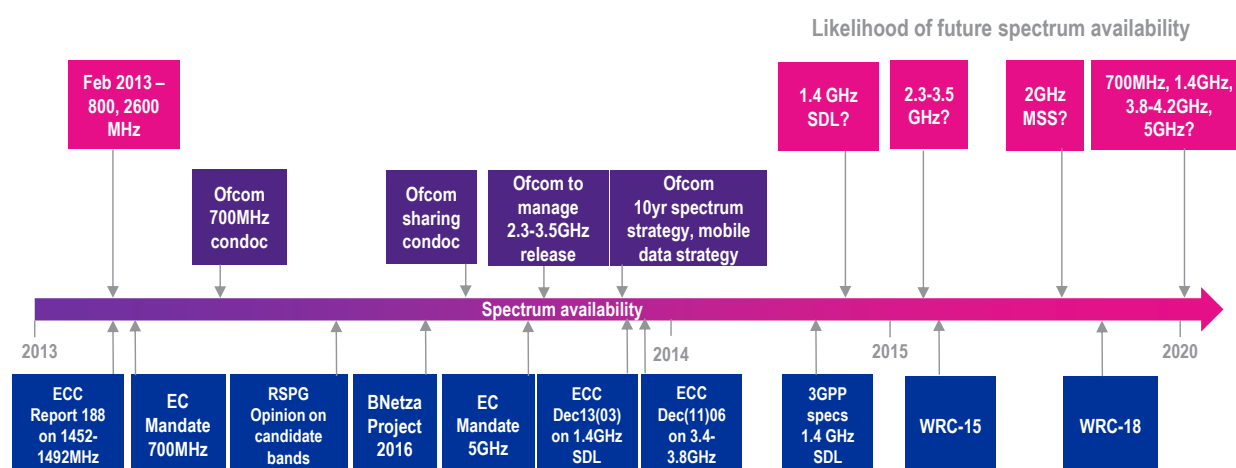 Likelihood of future spectrum availability
Feb 2013 –
800, 2600
MHz
1.4 GHz
SDL?
2.3-3.5
GHz?
2GHz
MSS?
700MHz, 1.4GHz,
3.8-4.2GHz,
5GHz?
Ofcom
700MHz
condoc
Ofcom
sharing
condoc
Ofcom to
manage
2.3-3.5GHz
release
Ofcom
10yr spectrum
strategy, mobile
data strategy
Spectrum availability
2013
2014
2015
2020
ECC
Report 188
on 1452-
1492MHz
EC
Mandate
700MHz
RSPG
Opinion on
candidate
bands
BNetza
Project
2016
EC
Mandate
5GHz
ECC
Dec13(03)
on 1.4GHz
SDL
ECC
Dec(11)06
on 3.4-
3.8GHz
3GPP
specs
1.4 GHz
SDL
WRC-15
WRC-18